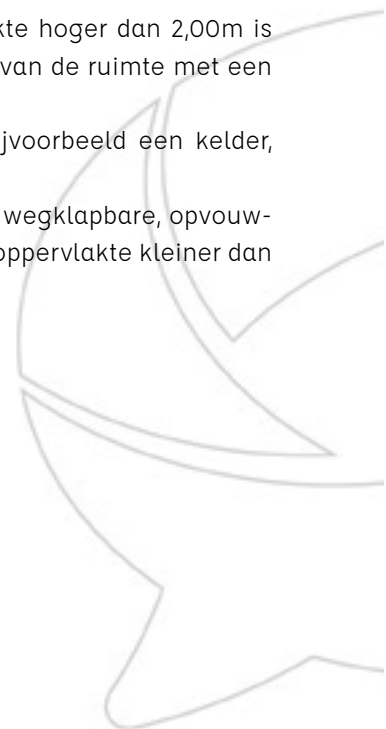 kte hoger dan 2,00m is
van de ruimte met een
jvoorbeeld een kelder,
wegklapbare, opvouw-
oppervlakte kleiner dan